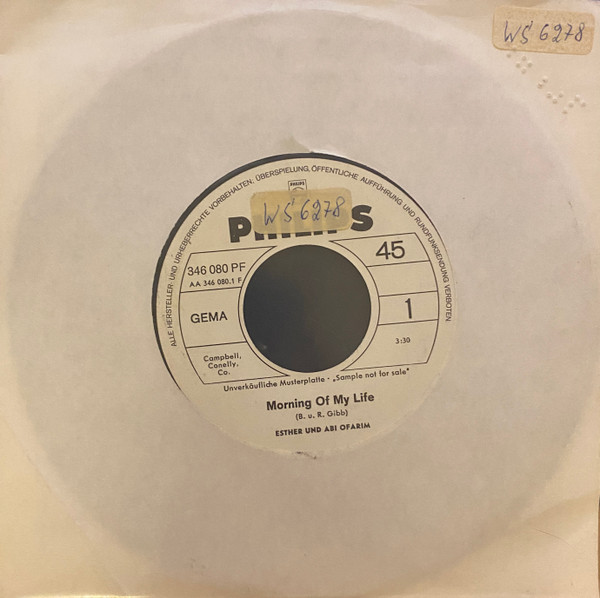 WS 6278
ALLE HERSTELLER- UND URHEBERRECHTE VORBEHALTEN, ÜBERSPIELUNG, ÖFFENTLICHE AUFFÜHRUNG UND RUNDFUNKSENDUNG VERBOTEN
PHILIPS
WS 6278
346 080 PF
AA 346 080.1 F
45
GEMA
1
3:30
Campbell,
Conelly.
Co.
Unverkäufliche Musterplatte · „Sample not for sale"
Morning Of My Life
(B. u. R. Gibb)
ESTHER UND ABI OFARIM